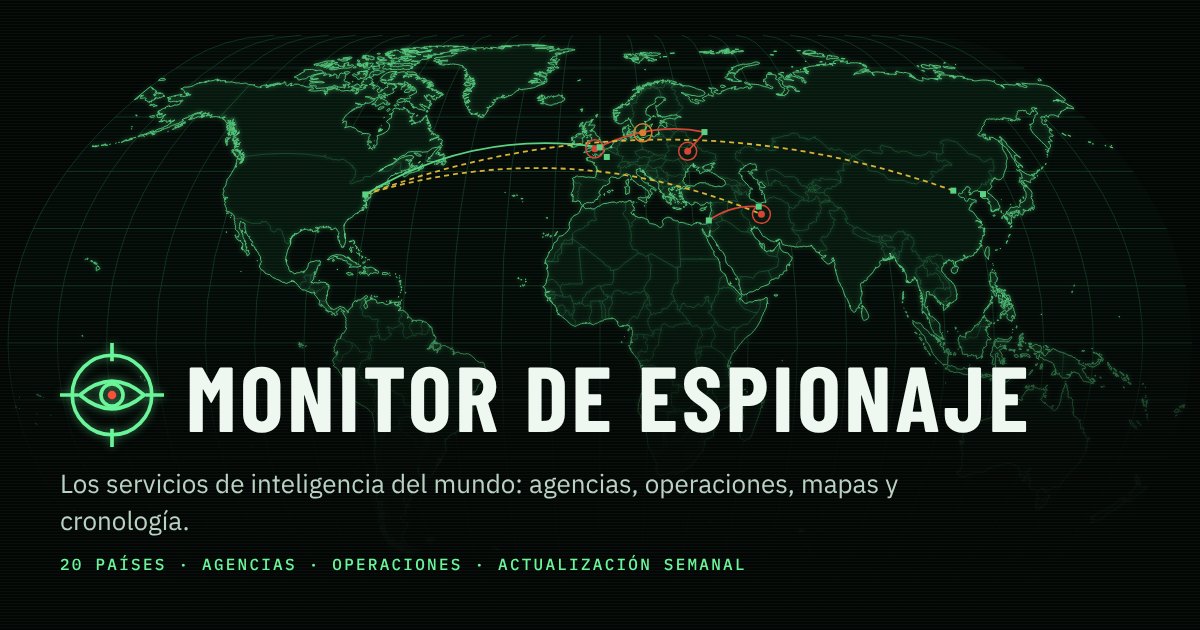 MONITOR DE ESPIONAJE
Los servicios de inteligencia del mundo: agencias, operaciones, mapas y
cronología.
20 PAÍSES · AGENCIAS · OPERACIONES · ACTUALIZACIÓN SEMANAL